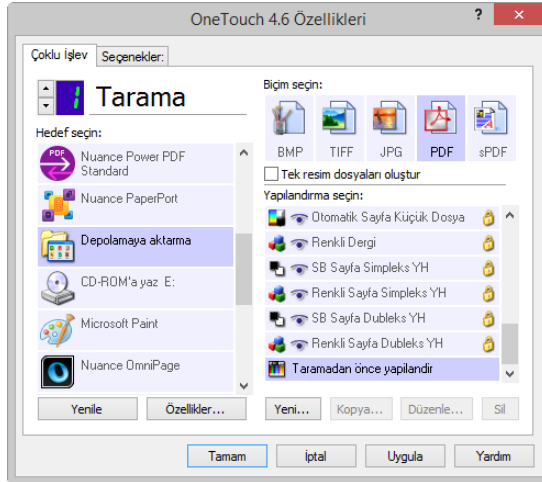 OneTouch 4.6 Özellikleri
? ×
Çoklu İşlev
Seçenekler:
1
Tarama
Hedef seçin:
PDF
Nuance Power PDF
Standard
Nuance PaperPort
Depolamaya aktarma
CD-ROM'a yaz E:
Microsoft Paint
Nuance OmniPage
Yenile
Özellikler...
Biçim seçin:
BMP
TIFF
JPG
PDF
sPDF
Tek resim dosyaları oluştur
Yapılandırma seçin:
Otomatik Sayfa Küçük Dosya
Renkli Dergi
SB Sayfa Simpleks YH
Renkli Sayfa Simpleks YH
SB Sayfa Dubleks YH
Renkli Sayfa Dubleks YH
Taramadan önce yapilandir
Yeni...
Kopya...
Düzenle...
Sil
Tamam
İptal
Uygula
Yardım